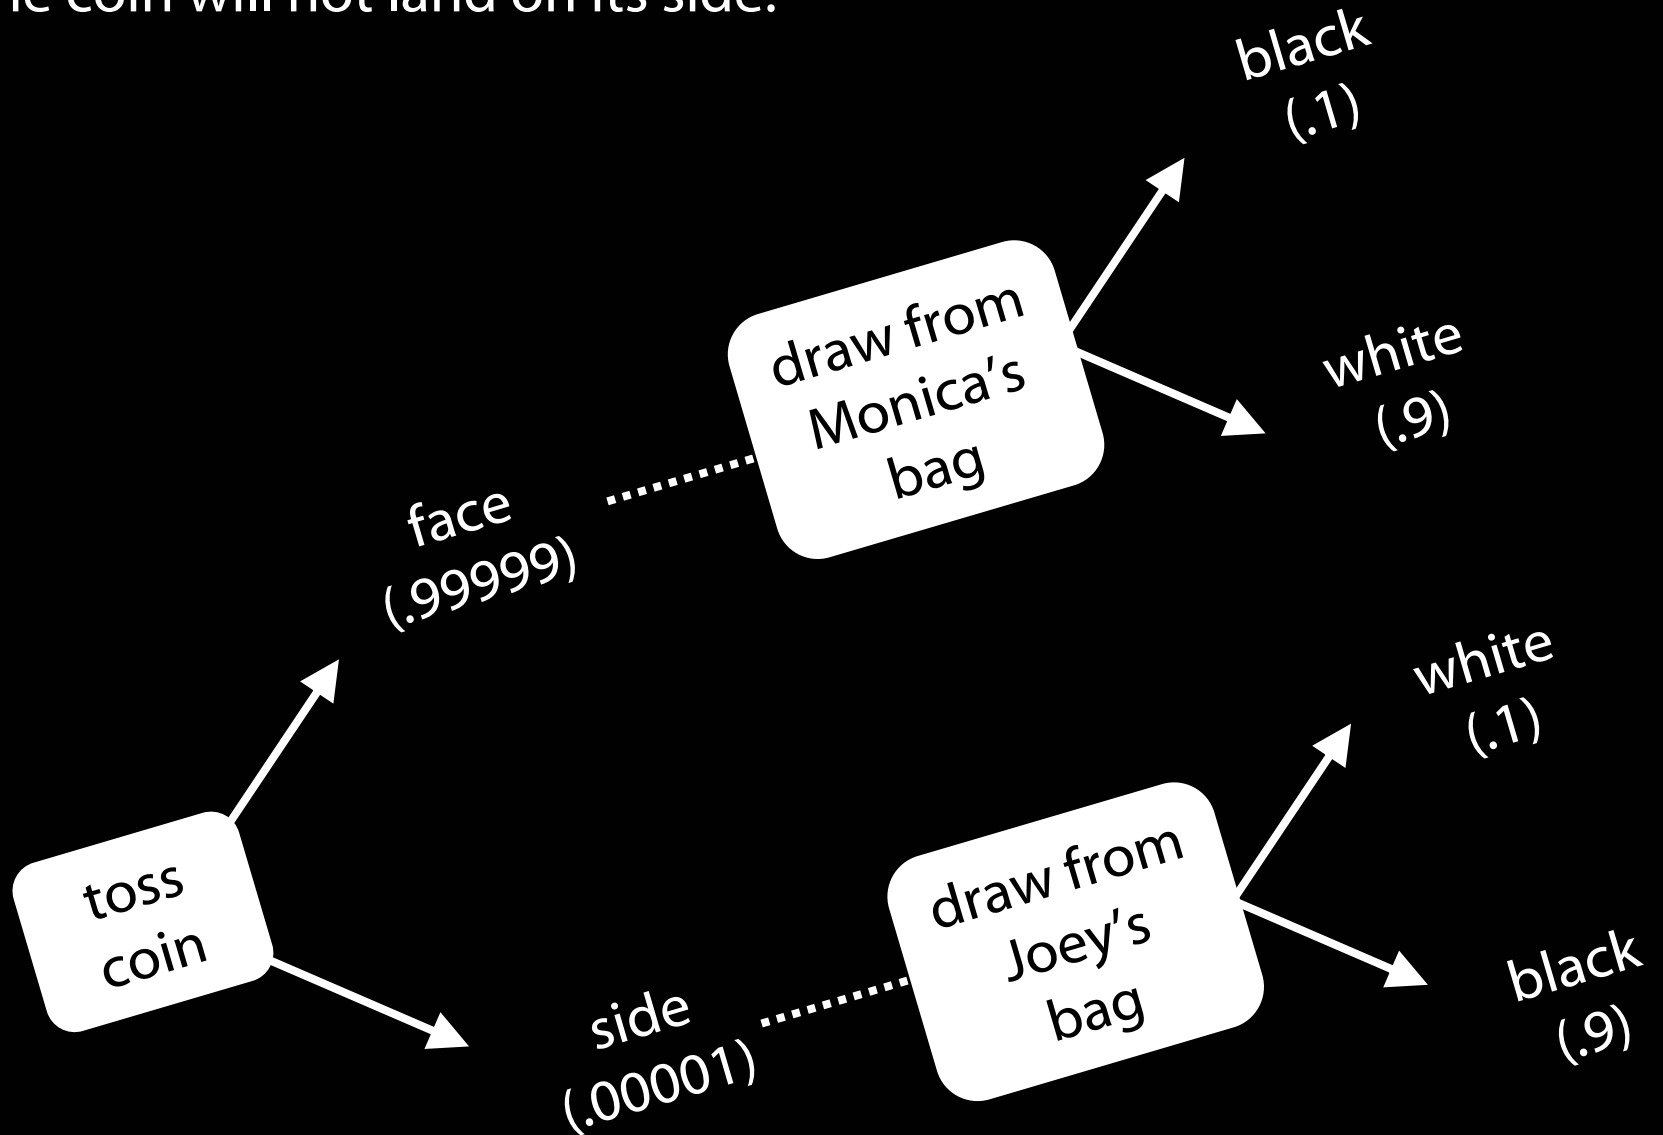 coin will not land on its side.
black
(.1)
draw from
Monica's
bag
white
(.9)
face
(.99999)
white
(.1)
toss
coin
draw from
Joey's
bag
black
(.9)
side
(.00001)